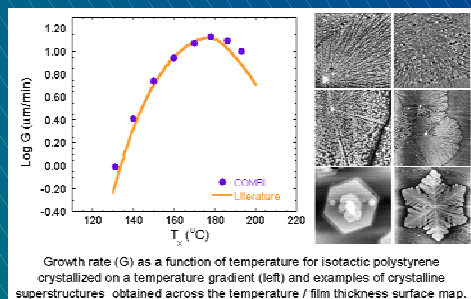 1.20
1.00
0.80
0.60
0.40
0.20
0.00
-0.20
-0.40
Log G (um/min)
COMBI
Literature
120 140 160 180 200 220
Tx (°C)
Growth rate (G) as a function of temperature for isotactic polystyrene
crystallized on a temperature gradient (left) and examples of crystalline
superstructures obtained across the temperature / film thickness surface map.